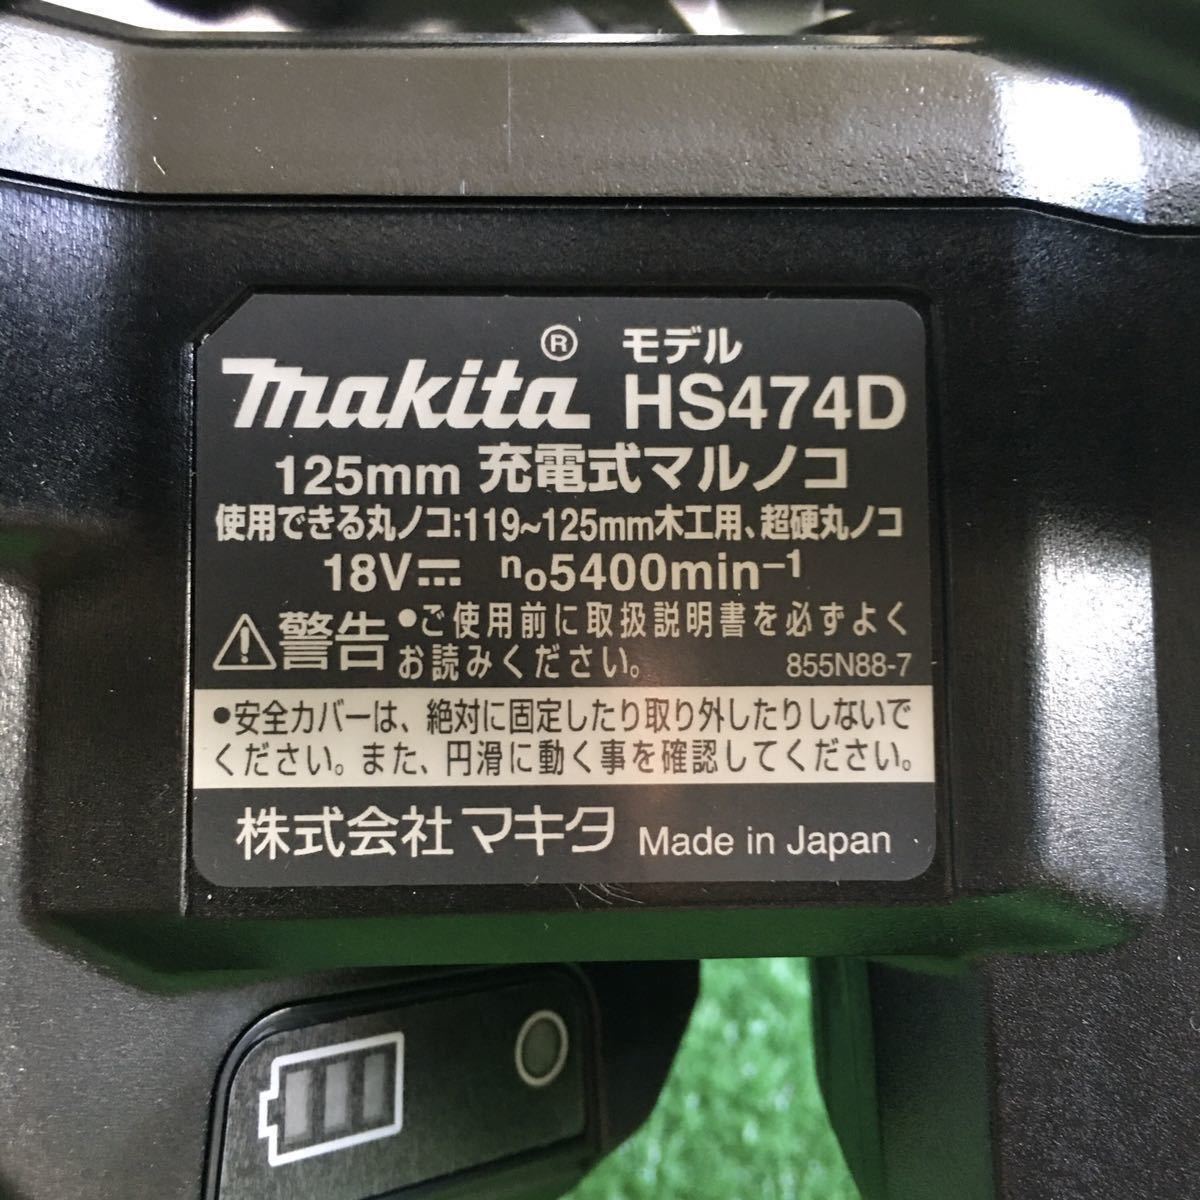 makita® モデル
HS474D
125mm 充電式マルノコ
使用できる丸ノコ:119~125mm木工用、超硬丸ノコ
18V⎓ no5400min-1
⚠警告 •ご使用前に取扱説明書を必ずよく
お読みください。 855N88-7
•安全カバーは、絶対に固定したり取り外したりしないで
ください。また、円滑に動く事を確認してください。
株式会社マキタ Made in Japan